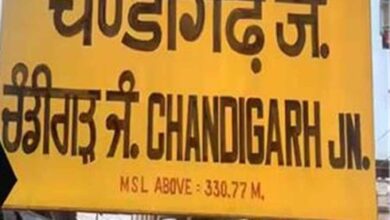 चण्डीगढ़ जं.
ਚੰਡੀਗੜ ਜੰ. CHANDIGARH JN.
MSL ABOVE = 330.77 M.